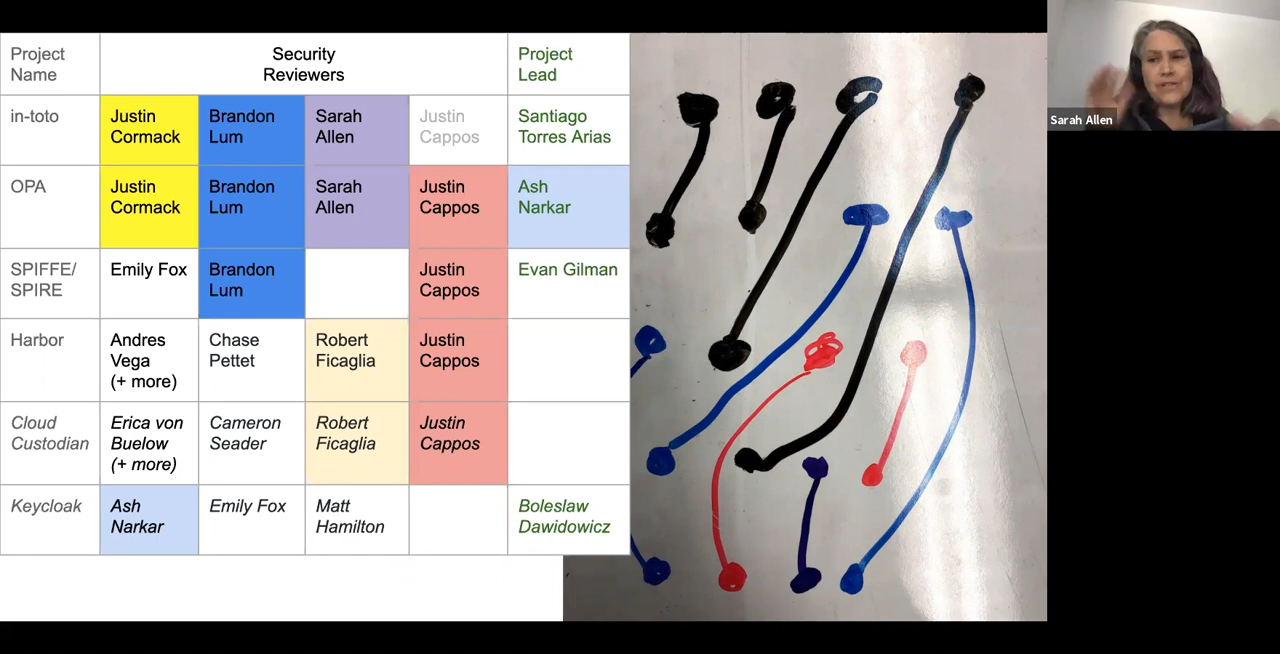 Project Name
Security Reviewers
Project Lead
in-toto
Justin Cormack
Brandon Lum
Sarah Allen
Justin Cappos
Santiago Torres Arias
OPA
Justin Cormack
Brandon Lum
Sarah Allen
Justin Cappos
Ash Narkar
SPIFFE/ SPIRE
Emily Fox
Brandon Lum
Justin Cappos
Evan Gilman
Harbor
Andres Vega (+ more)
Chase Pettet
Robert Ficaglia
Justin Cappos
Cloud Custodian
Erica von Buelow (+ more)
Cameron Seader
Robert Ficaglia
Justin Cappos
Keycloak
Ash Narkar
Emily Fox
Matt Hamilton
Boleslaw Dawidowicz
Sarah Allen